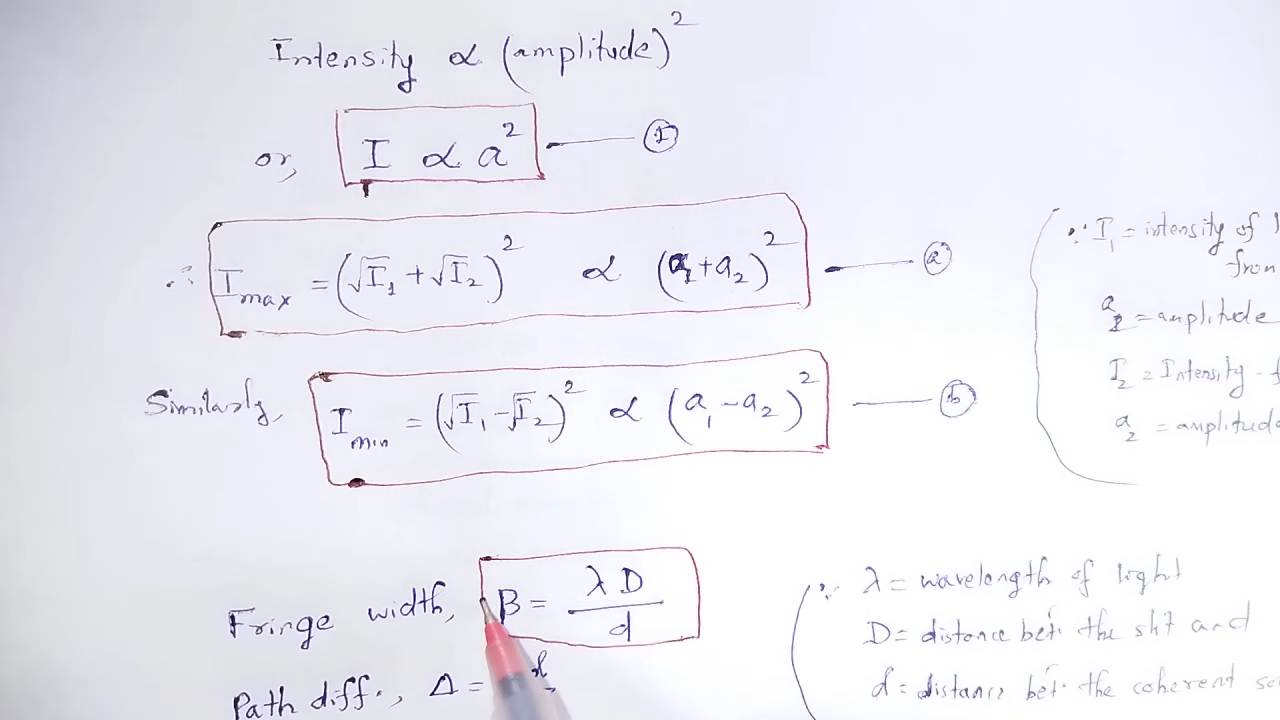 Intensity ∝ (amplitude)²
or, I ∝ a² — (1)
∴ I_max = (√I₁ + √I₂)² ∝ (a₁+a₂)² — (a)
∵ I₁ = intensity of
from
a₁ = amplitude
I₂ = Intensity -
a₂ = amplitude
Similarly, I_min = (√I₁ - √I₂)² ∝ (a₁ - a₂)² — (b)
Fringe width, β = λD/d
Path diff., Δ =
∵ λ = wavelength of light
D = distance bet. the slit and
d = distance bet. the coherent